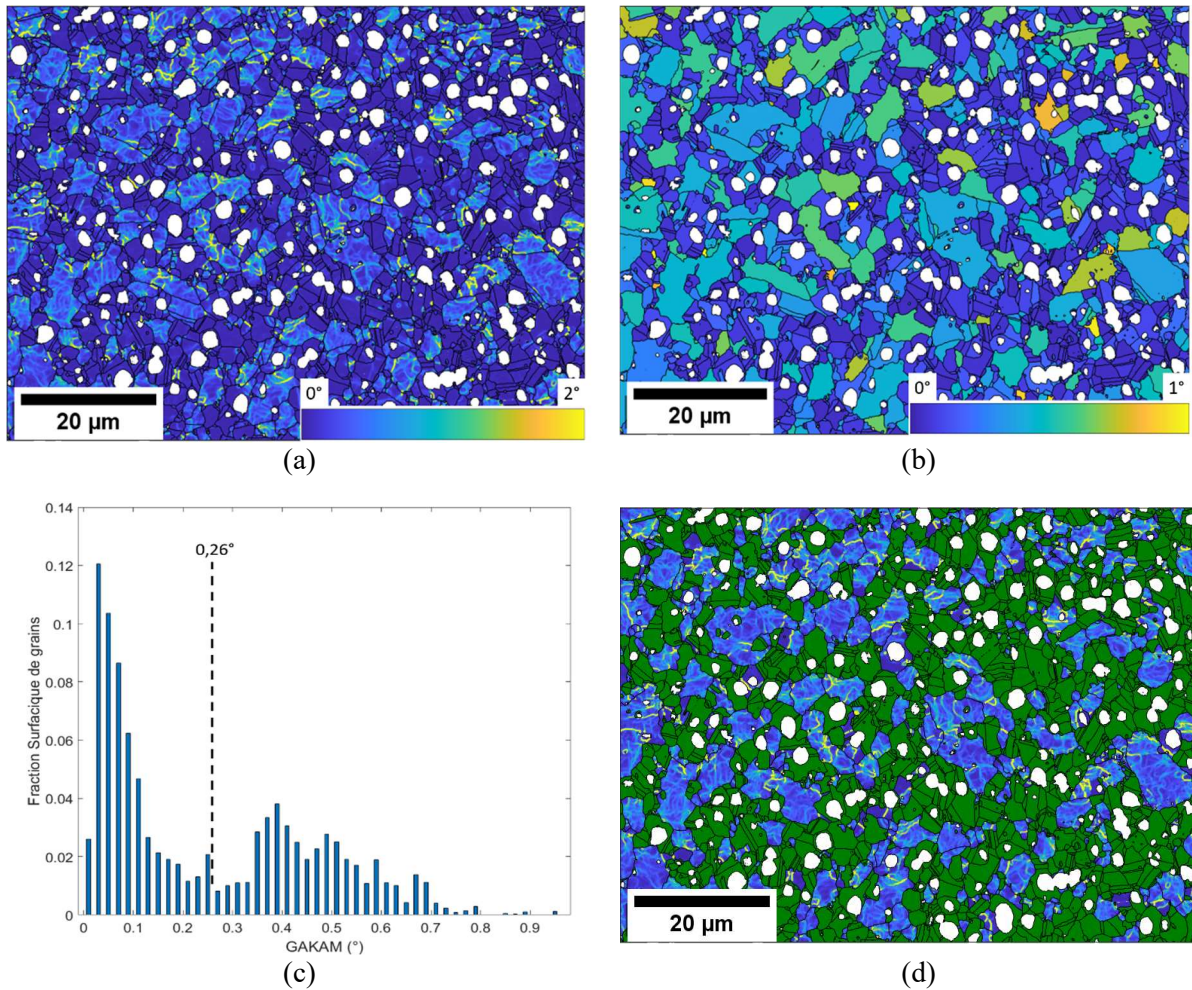 0° 2°
20 µm
(a)
0° 1°
20 µm
(b)
0.14
0.12
0.1
0.08
0.06
0.04
0.02
0
Fraction Surfacique de grains
0,26°
0 0.1 0.2 0.3 0.4 0.5 0.6 0.7 0.8 0.9
GAKAM (°)
(c)
20 µm
(d)